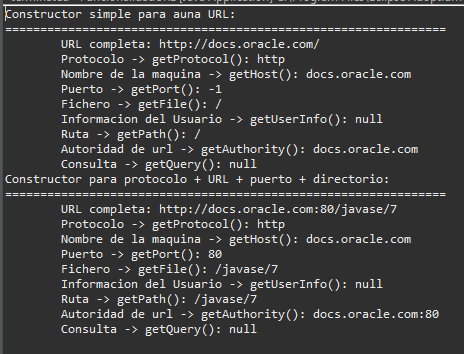 Constructor simple para auna URL:
===============================================================
URL completa: http://docs.oracle.com/
Protocolo -> getProtocol(): http
Nombre de la maquina -> getHost(): docs.oracle.com
Puerto -> getPort(): -1
Fichero -> getFile(): /
Informacion del Usuario -> getUserInfo(): null
Ruta -> getPath(): /
Autoridad de url -> getAuthority(): docs.oracle.com
Consulta -> getQuery(): null
Constructor para protocolo + URL + puerto + directorio:
===============================================================
URL completa: http://docs.oracle.com:80/javase/7
Protocolo -> getProtocol(): http
Nombre de la maquina -> getHost(): docs.oracle.com
Puerto -> getPort(): 80
Fichero -> getFile(): /javase/7
Informacion del Usuario -> getUserInfo(): null
Ruta -> getPath(): /javase/7
Autoridad de url -> getAuthority(): docs.oracle.com:80
Consulta -> getQuery(): null